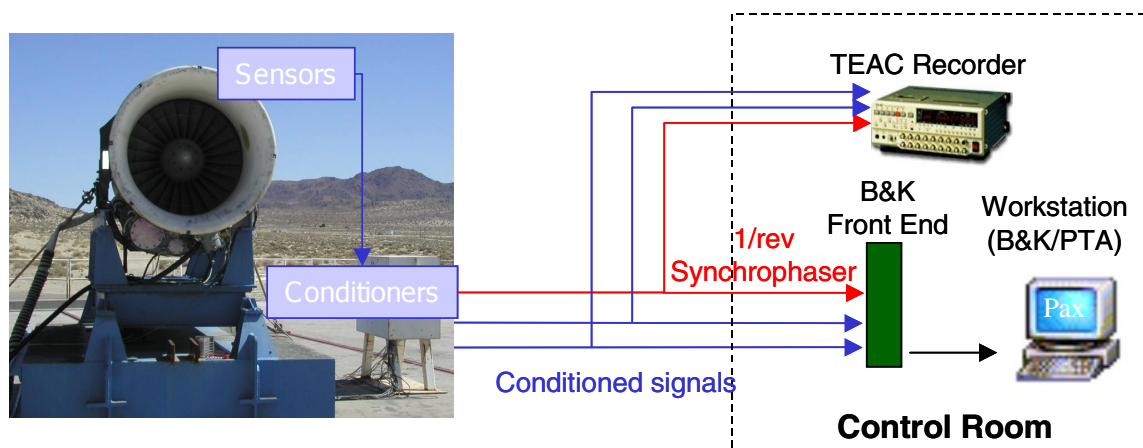 Sensors
TEAC Recorder
B&K
Front End
Workstation
(B&K/PTA)
1/rev
Synchrophaser
Conditioners
Pax
Conditioned signals
Control Room